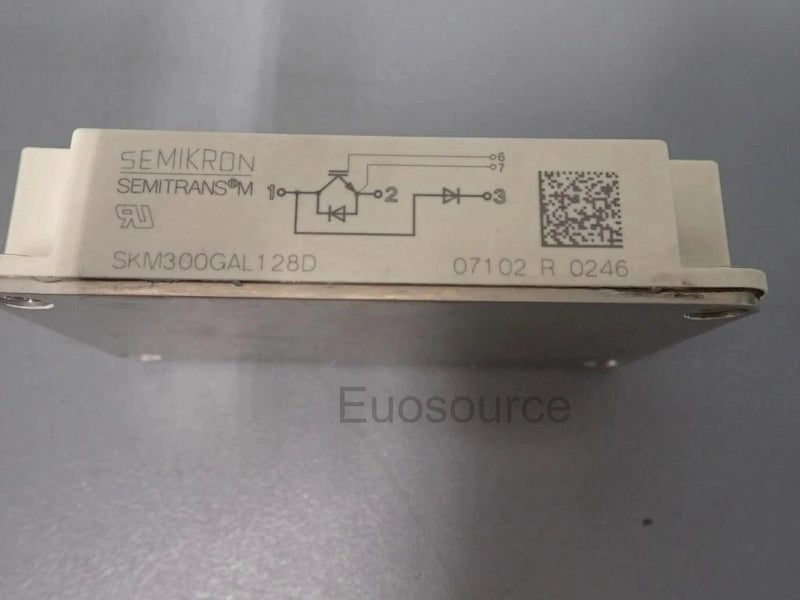 SEMIKRON
SEMITRANS®M
1
2
3
6
7
SKM300GAL128D
07102 R 0246
Euosource